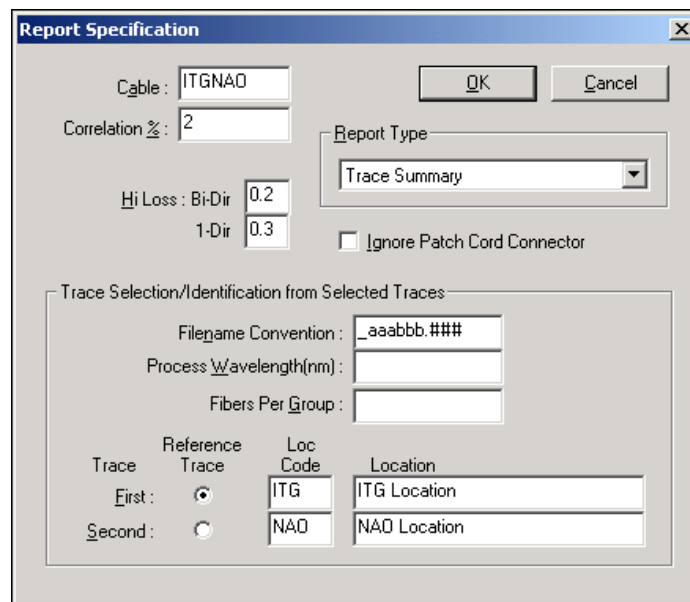 Report Specification
Cable : ITGNAO
OK
Cancel
Correlation % : 2
Report Type
Trace Summary
Hi Loss : Bi-Dir 0.2
1-Dir 0.3
Ignore Patch Cord Connector
Trace Selection/Identification from Selected Traces
Filename Convention : _aaabbb.###
Process Wavelength(nm) :
Fibers Per Group :
Trace
Reference Trace
Loc Code
Location
First : ITG ITG Location
Second : NAO NAO Location